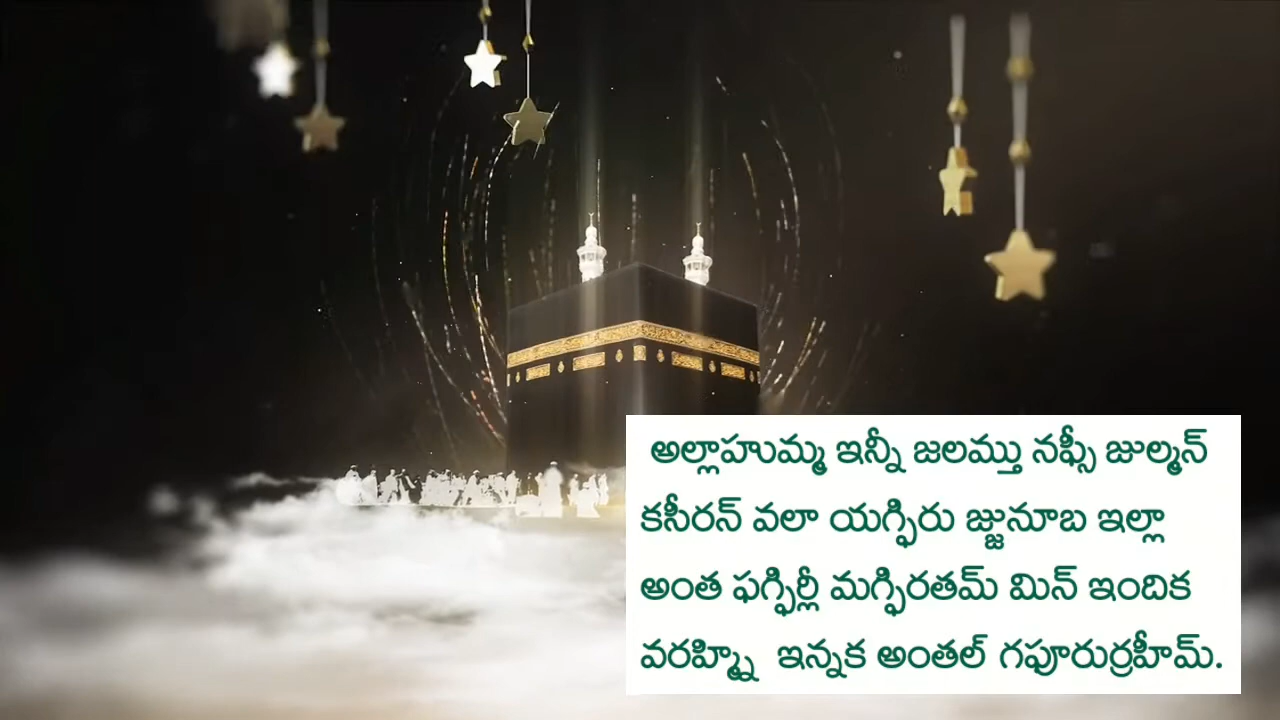 అల్లాహుమ్మ ఇన్నీ జలమ్తు నఫ్సీ జుల్మన్
కసీరన్ వలా యగ్ఫిరు జ్జునూబ ఇల్లా
అంత ఫగ్ఫిర్లీ మగ్ఫిరతమ్ మిన్ ఇందిక
వరహ్మ్ని ఇన్నక అంతల్ గఫూరుర్రహీమ్.